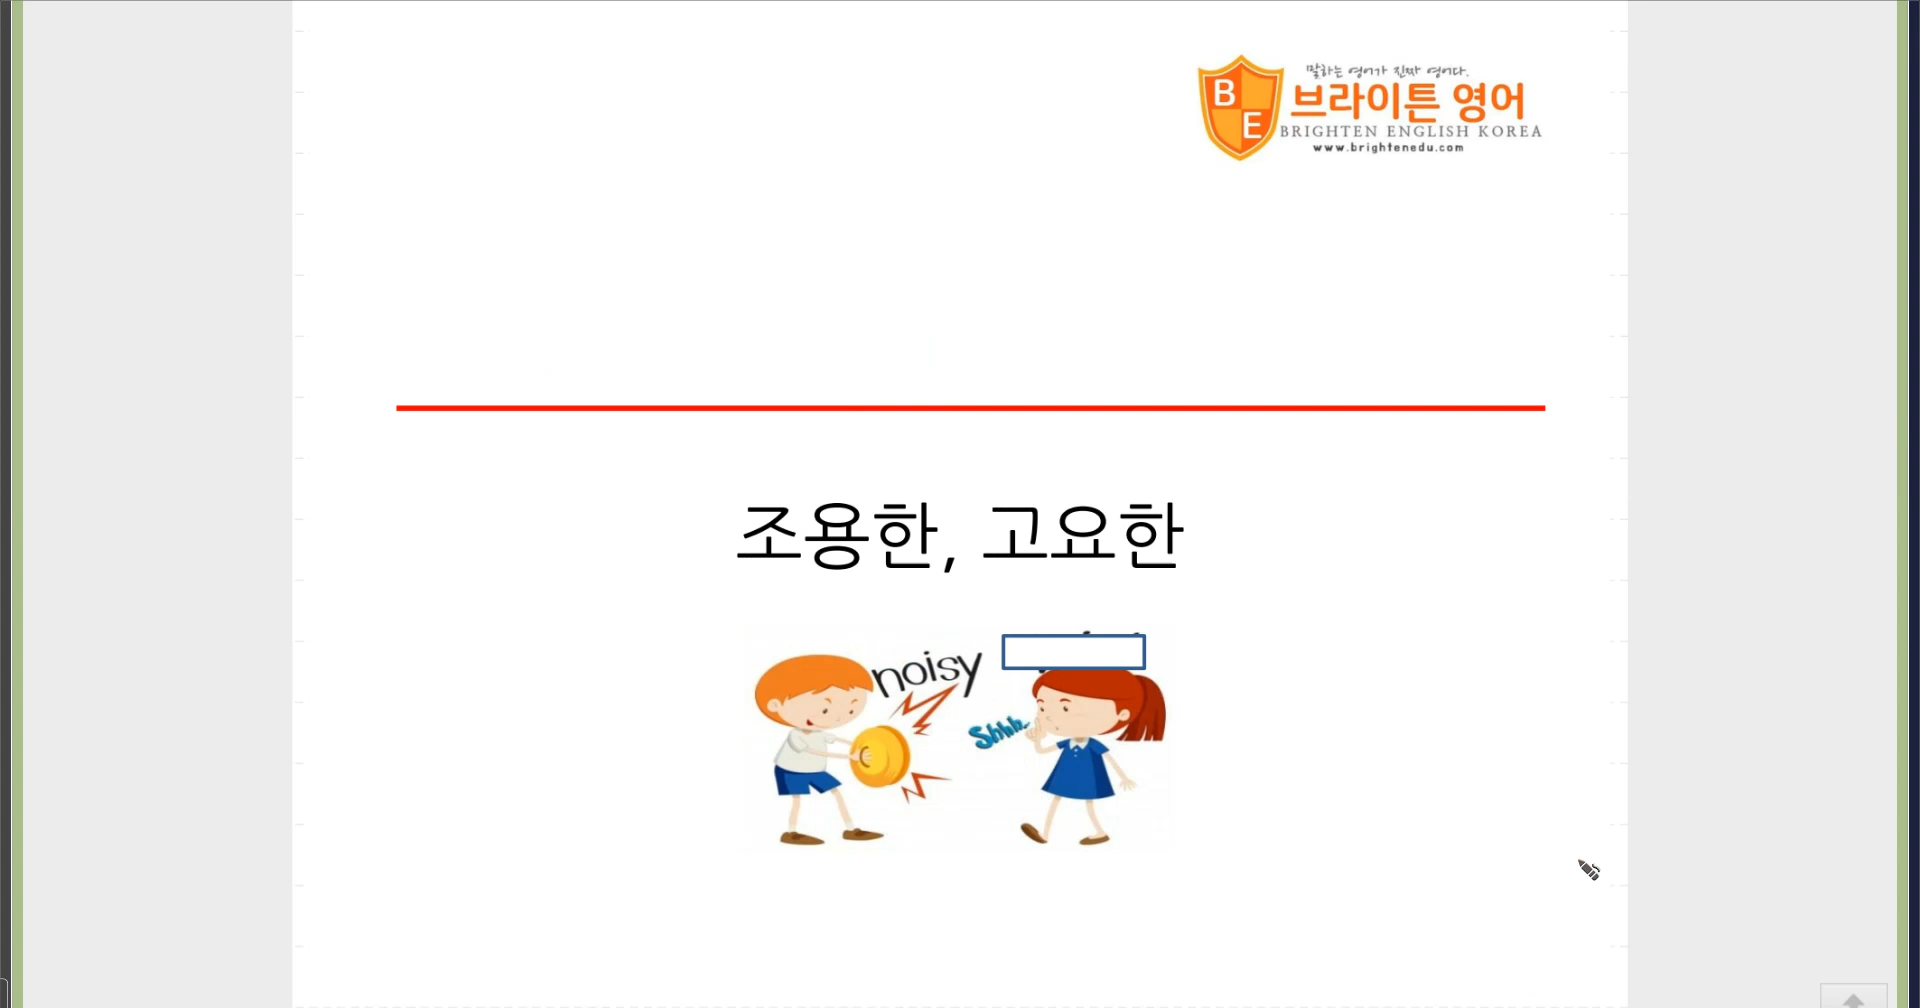 말하는 영어가 진짜 영어다.
B
E
브라이튼 영어
BRIGHTEN ENGLISH KOREA
www.brightenedu.com
조용한, 고요한
noisy
Shhh.